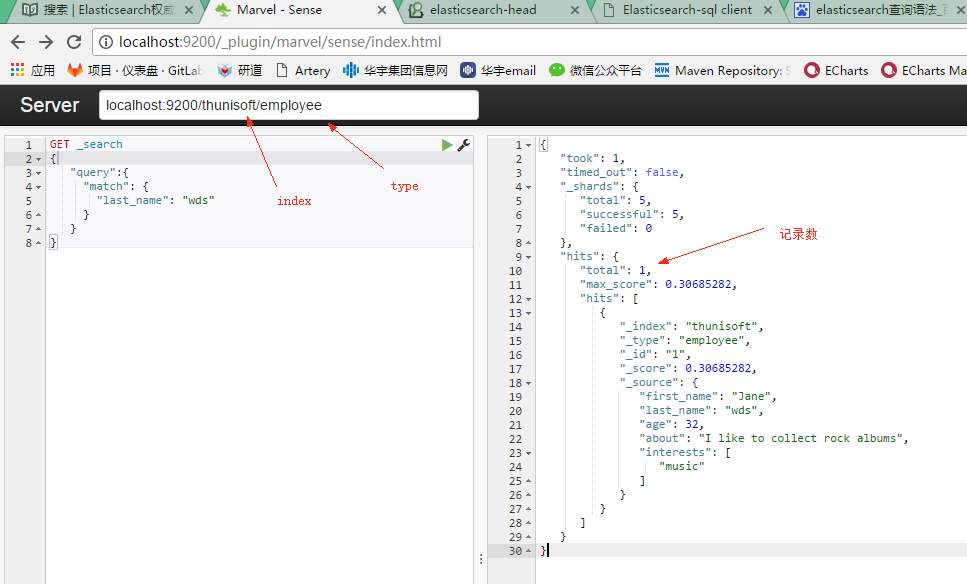 搜索 | Elasticsearch权威
Marvel - Sense
elasticsearch-head
Elasticsearch-sql client
elasticsearch查询语法_
localhost:9200/_plugin/marvel/sense/index.html
应用
项目 · 仪表盘 · GitLab
研道
Artery
华宇集团信息网
华宇email
微信公众平台
Maven Repository: S
ECharts
ECharts Ma
Server
localhost:9200/thunisoft/employee
index
type
1 GET _search
2 {
3 "query":{
4 "match": {
5 "last_name": "wds"
6 }
7 }
8 }
1 {
2 "took": 1,
3 "timed_out": false,
4 "_shards": {
5 "total": 5,
6 "successful": 5,
7 "failed": 0
8 },
记录数
9 "hits": {
10 "total": 1,
11 "max_score": 0.30685282,
12 "hits": [
13 {
14 "_index": "thunisoft",
15 "_type": "employee",
16 "_id": "1",
17 "_score": 0.30685282,
18 "_source": {
19 "first_name": "Jane",
20 "last_name": "wds",
21 "age": 32,
22 "about": "I like to collect rock albums",
23 "interests": [
24 "music"
25 ]
26 }
27 }
28 ]
29 }
30 }